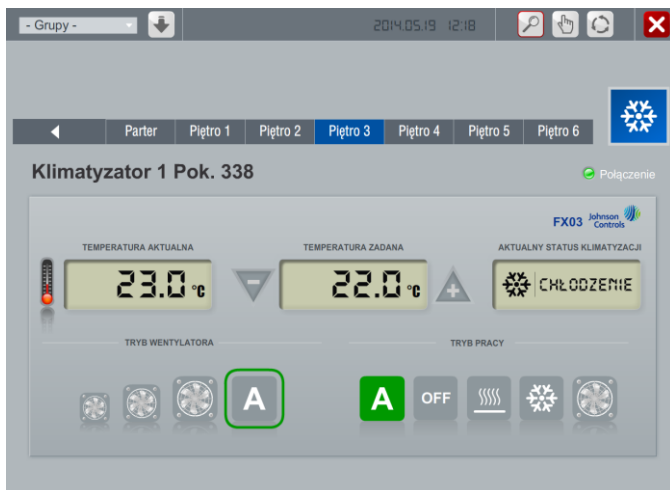 - Grupy -
2014.05.19 12:18
Parter Piętro 1 Piętro 2 Piętro 3 Piętro 4 Piętro 5 Piętro 6
Klimatyzator 1 Pok. 338
Połączenie
FX03 Johnson Controls
TEMPERATURA AKTUALNA TEMPERATURA ZADANA AKTUALNY STATUS KLIMATYZACJI
23.0 °C 22.0 °C CHŁODZENIE
TRYB WENTYLATORA TRYB PRACY
A A OFF